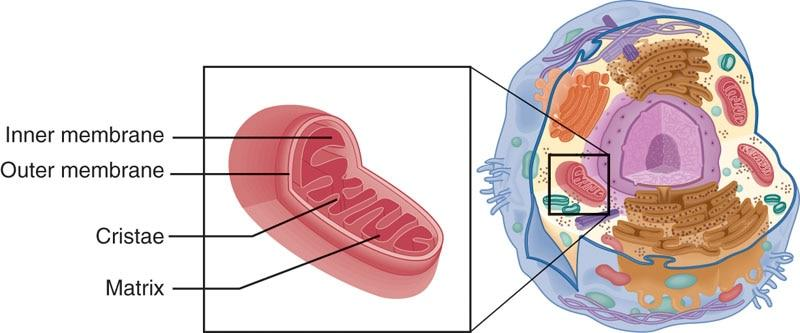 Inner membrane
Outer membrane
Cristae
Matrix